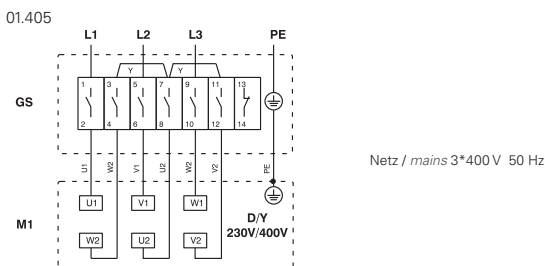 01.405
L1 L2 L3 PE
Y Y
1 3 5 7 9 11 13
GS
2 4 6 8 10 12 14
U1 W2 V1 U2 W2 V2 PE
Netz / mains 3*400 V 50 Hz
U1 V1 W1
D/Y
230V/400V
M1
W2 U2 V2